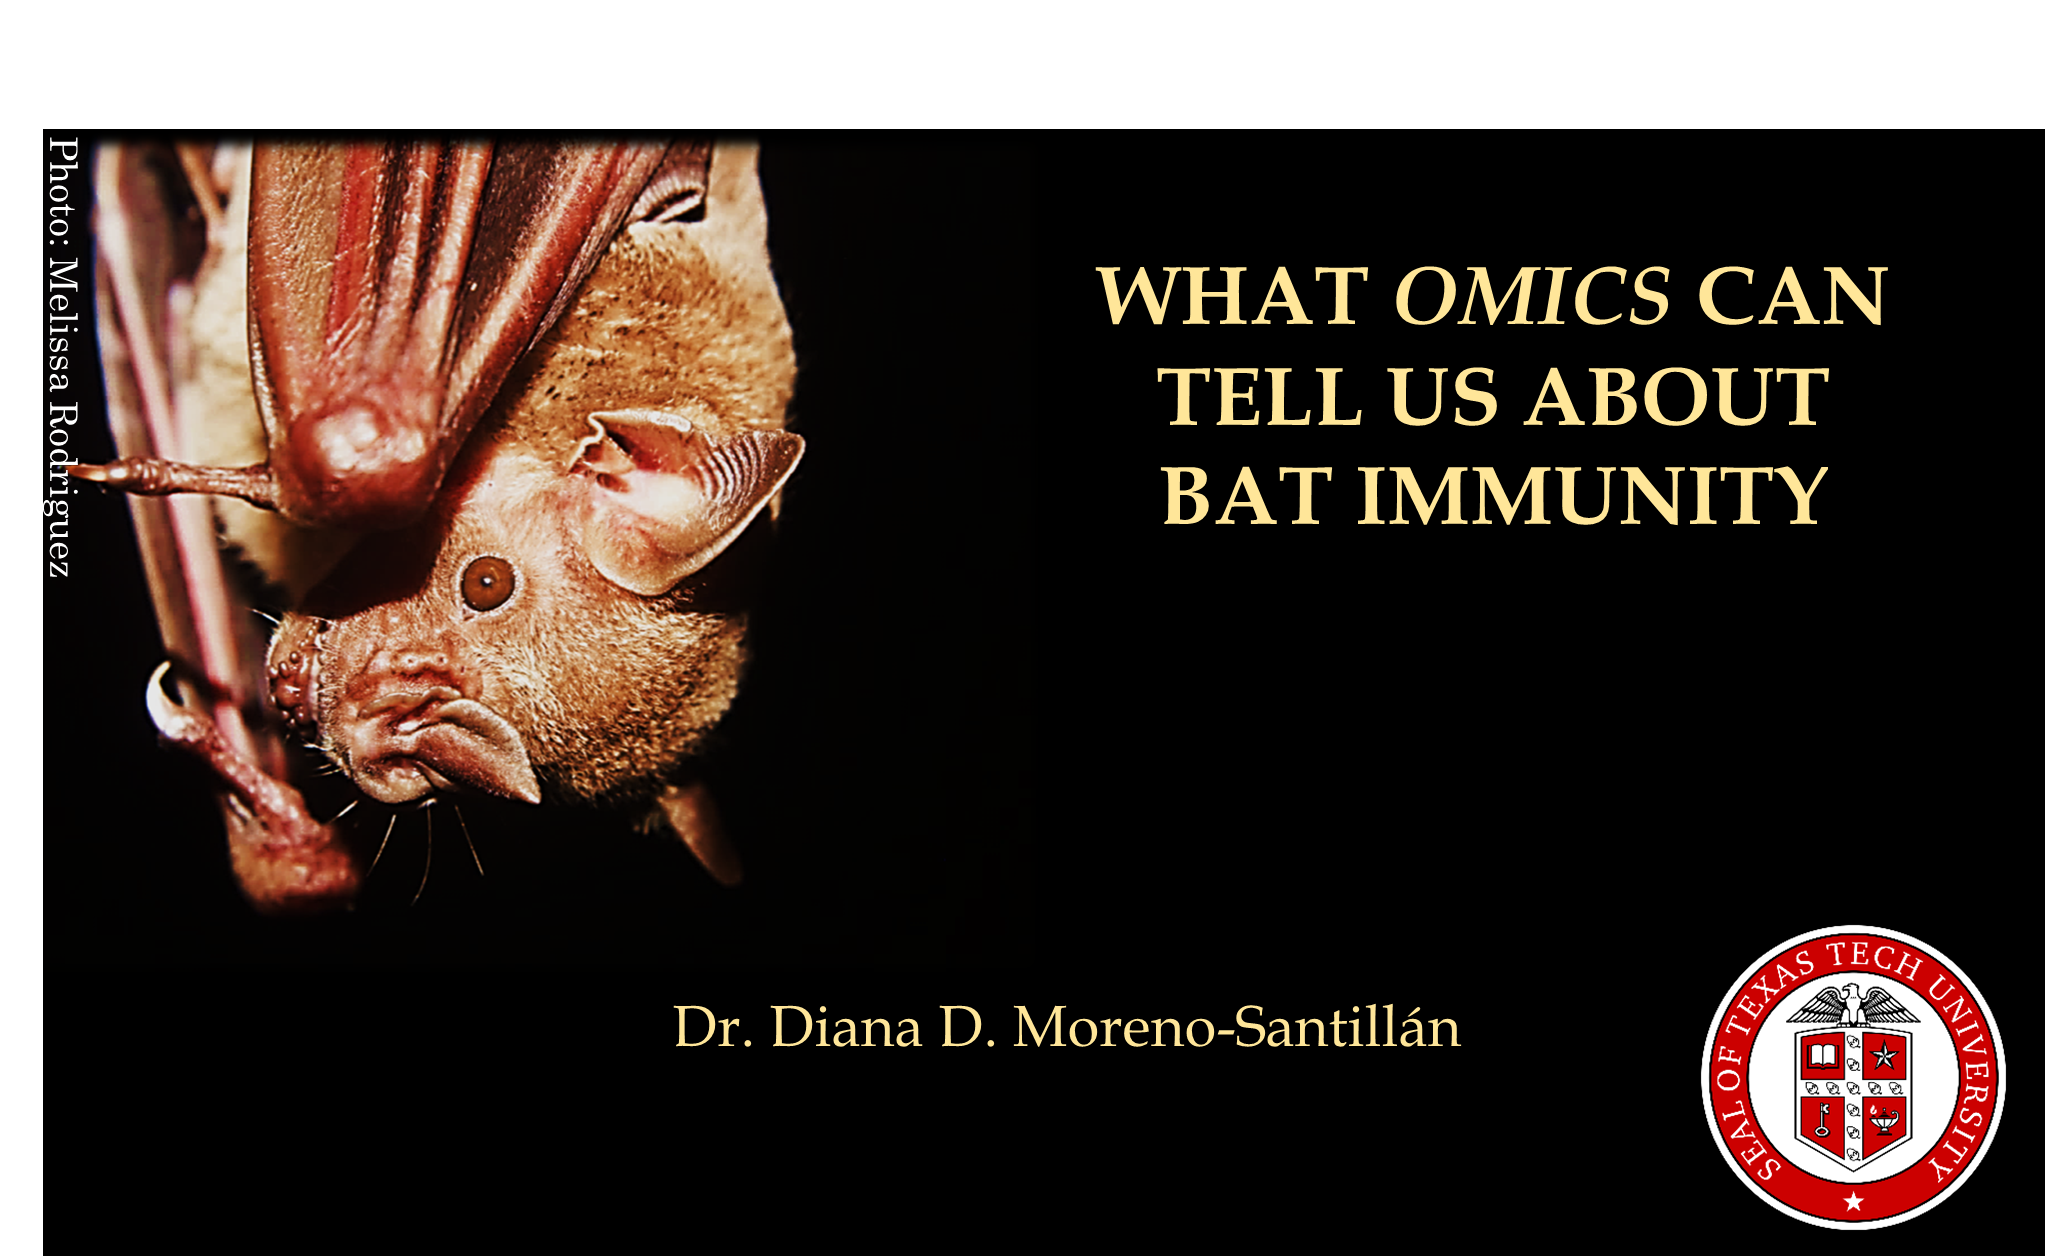 Photo: Melissa Rodriguez
WHAT OMICS CAN
TELL US ABOUT
BAT IMMUNITY
Dr. Diana D. Moreno-Santillán
SEAL OF TEXAS TECH UNIVERSITY